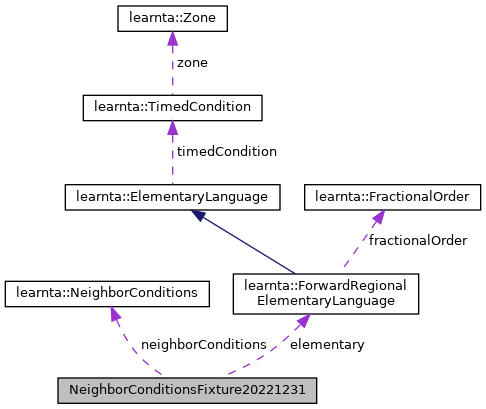 learnta::Zone
zone
learnta::TimedCondition
timedCondition
learnta::ElementaryLanguage
learnta::FractionalOrder
fractionalOrder
learnta::NeighborConditions
learnta::ForwardRegional
ElementaryLanguage
neighborConditions
elementary
NeighborConditionsFixture20221231